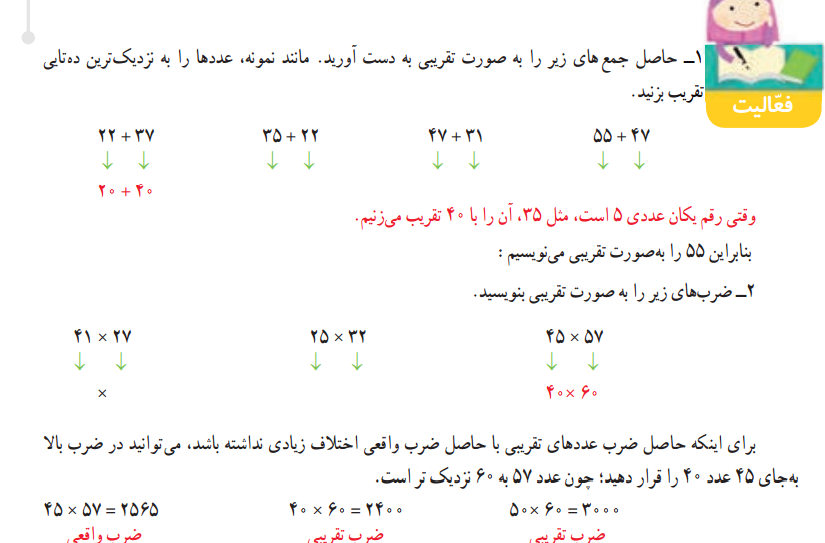 فعّالیت
۱ــ حاصل جمع‌های زیر را به صورت تقریبی به دست آورید. مانند نمونه، عددها را به نزدیک‌ترین ده‌تایی
تقریب بزنید.
۲۲ + ۳۷ ۳۵ + ۲۲ ۴۷ + ۳۱ ۵۵ + ۴۷
↓ ↓ ↓ ↓ ↓ ↓ ↓ ↓
۲۰ + ۴۰
وقتی رقم یکان عددی ۵ است، مثل ۳۵، آن را با ۴۰ تقریب می‌زنیم.
بنابراین ۵۵ را به‌صورت تقریبی می‌نویسیم :
۲ــ ضرب‌های زیر را به صورت تقریبی بنویسید.
۴۱ × ۲۷ ۲۵ × ۳۲ ۴۵ × ۵۷
↓ ↓ ↓ ↓ ↓ ↓
× ۴۰× ۶۰
برای اینکه حاصل ضرب عددهای تقریبی با حاصل ضرب واقعی اختلاف زیادی نداشته باشد، می‌توانید در ضرب بالا
به‌جای ۴۵ عدد ۴۰ را قرار دهید؛ چون عدد ۵۷ به ۶۰ نزدیک تر است.
۴۵ × ۵۷ = ۲۵۶۵ ۴۰ × ۶۰ = ۲۴۰۰ ۵۰× ۶۰ = ۳۰۰۰
ضرب واقعی ضرب تقریبی ضرب تقریبی